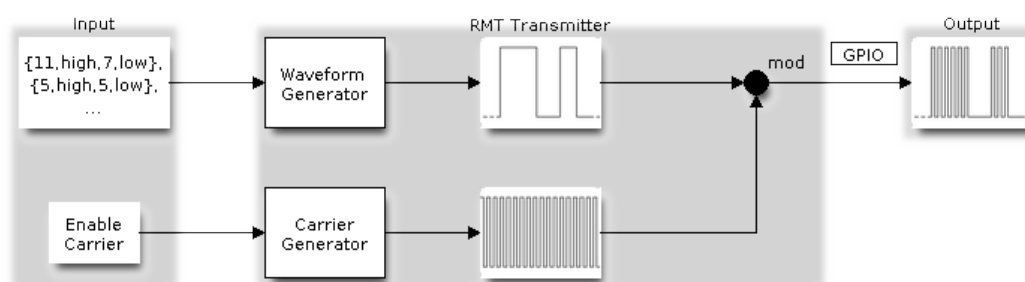 Input
RMT Transmitter
Output
{11,high,7,low},
{5,high,5,low},
...
Waveform
Generator
mod
GPIO
Enable
Carrier
Carrier
Generator